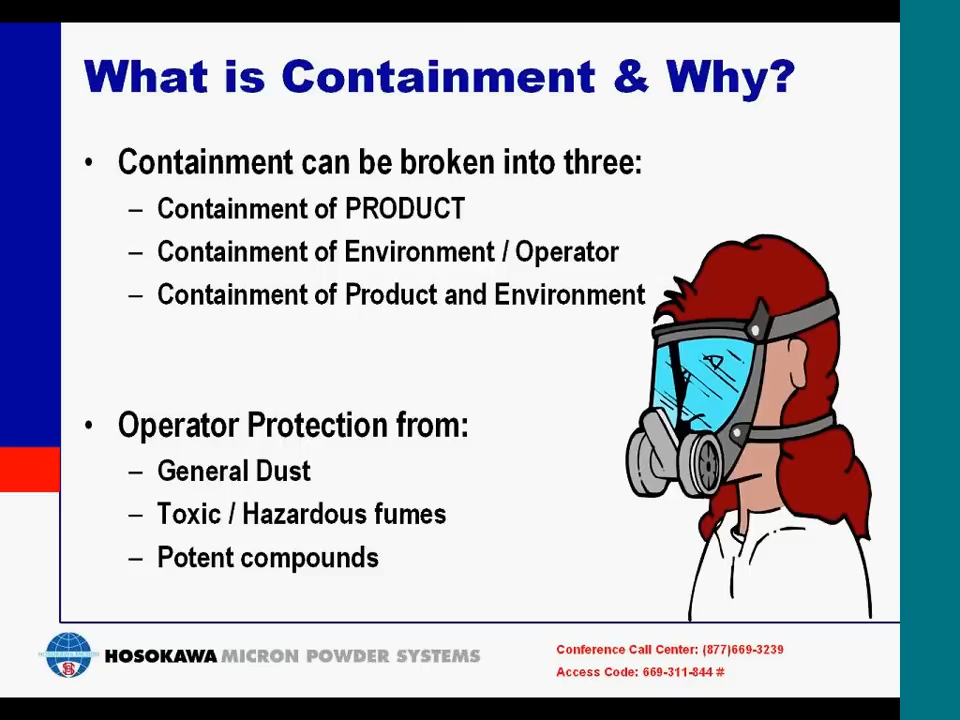 What is Containment & Why?
• Containment can be broken into three:
– Containment of PRODUCT
– Containment of Environment / Operator
– Containment of Product and Environment
• Operator Protection from:
– General Dust
– Toxic / Hazardous fumes
– Potent compounds
HOSOKAWA MICRON POWDER SYSTEMS
Conference Call Center: (877)669-3239
Access Code: 669-311-844 #